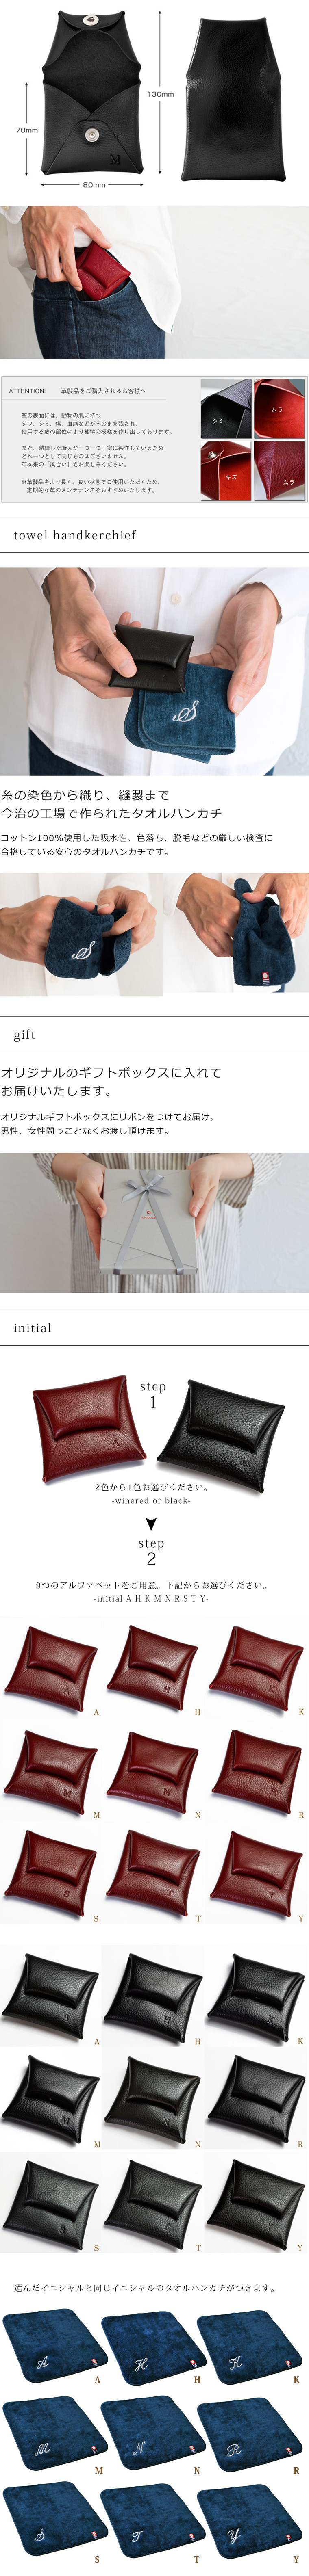 M
130mm
70mm
80mm
ATTENTION! 革製品をご購入されるお客様へ
革の表面には、動物の肌に持つ
シワ、シミ、傷、血筋などがそのまま残され、
使用する皮の部位により独特の模様を作り出しております。
また、熟練した職人が一つ一つ丁寧に製作しているため
どれ一つとして同じものはございません。
革本来の「風合い」をお楽しみください。
※革製品をより長く、良い状態でご使用いただくため、
定期的な革のメンテナンスをおすすめいたします。
シミ
ムラ
キズ
ムラ
towel handkerchief
S
糸の染色から織り、縫製まで
今治の工場で作られたタオルハンカチ
コットン100%使用した吸水性、色落ち、脱毛などの厳しい検査に
合格している安心のタオルハンカチです。
S
gift
オリジナルのギフトボックスに入れて
お届けいたします。
オリジナルギフトボックスにリボンをつけてお届け。
男性、女性問うことなくお渡し頂けます。
initial
step
1
A
2色から1色お選びください。
-winered or black-
step
2
9つのアルファベットをご用意。下記からお選びください。
-initial A H K M N R S T Y-
A
H
K
A
H
K
M
N
R
M
N
R
S
T
Y
S
T
Y
A
H
K
M
N
R
S
T
Y
選んだイニシャルと同じイニシャルのタオルハンカチがつきます。
A
H
K
A
H
K
M
N
R
M
N
R
S
T
Y
S
T
Y